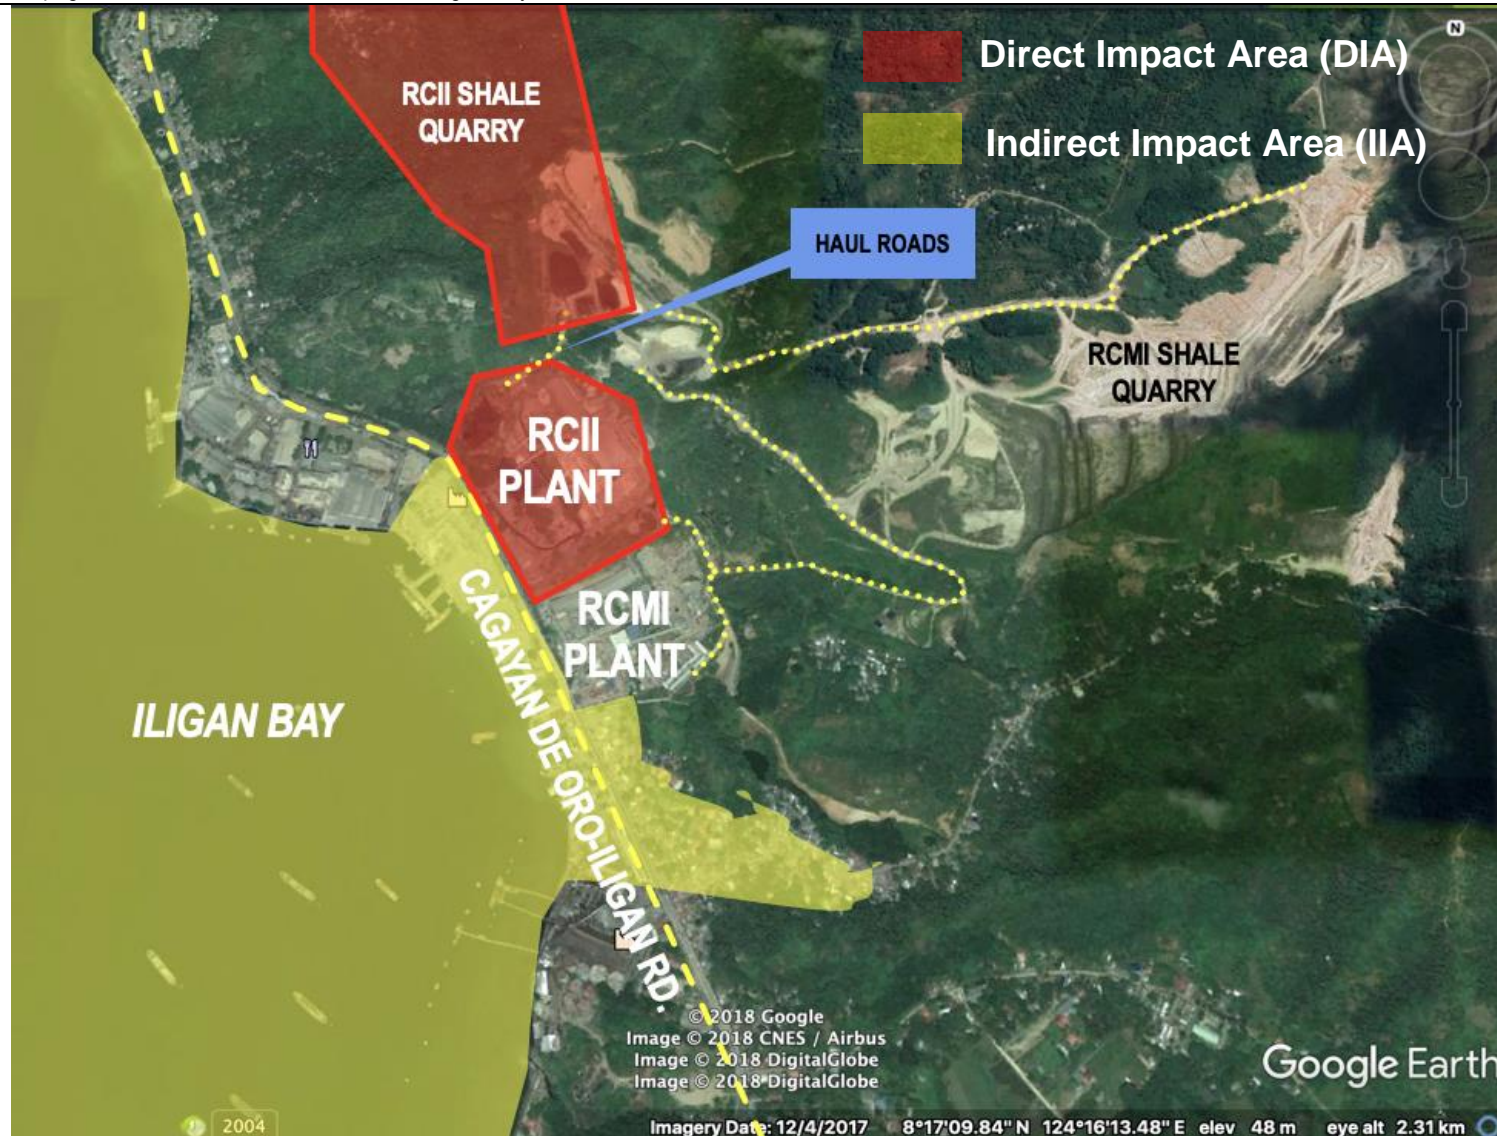 Direct Impact Area (DIA)
Indirect Impact Area (IIA)
N
RCII SHALE
QUARRY
HAUL ROADS
RCMI SHALE
QUARRY
RCII
PLANT
RCMI
PLANT
CAGAYAN DE ORO-ILIGAN RD.
ILIGAN BAY
© 2018 Google
Image © 2018 CNES / Airbus
Image © 2018 DigitalGlobe
Image © 2018 DigitalGlobe
Google Earth
2004
Imagery Date: 12/4/2017 8°17'09.84" N 124°16'13.48" E elev 48 m eye alt 2.31 km